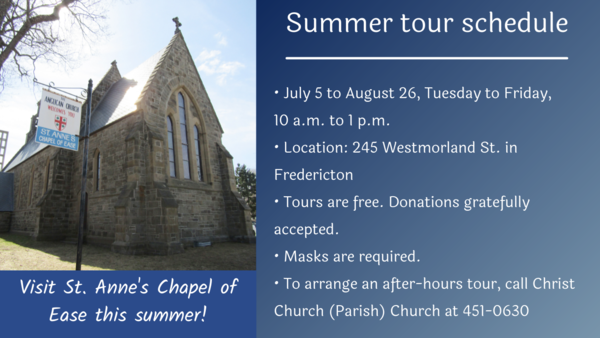 Summer tour schedule
• July 5 to August 26, Tuesday to Friday,
10 a.m. to 1 p.m.
• Location: 245 Westmorland St. in
Fredericton
• Tours are free. Donations gratefully
accepted.
• Masks are required.
• To arrange an after-hours tour, call Christ
Church (Parish) Church at 451-0630
ANGLICAN CHURCH
WELCOMES YOU
ST. ANNE'S
CHAPEL OF EASE
Visit St. Anne's Chapel of
Ease this summer!